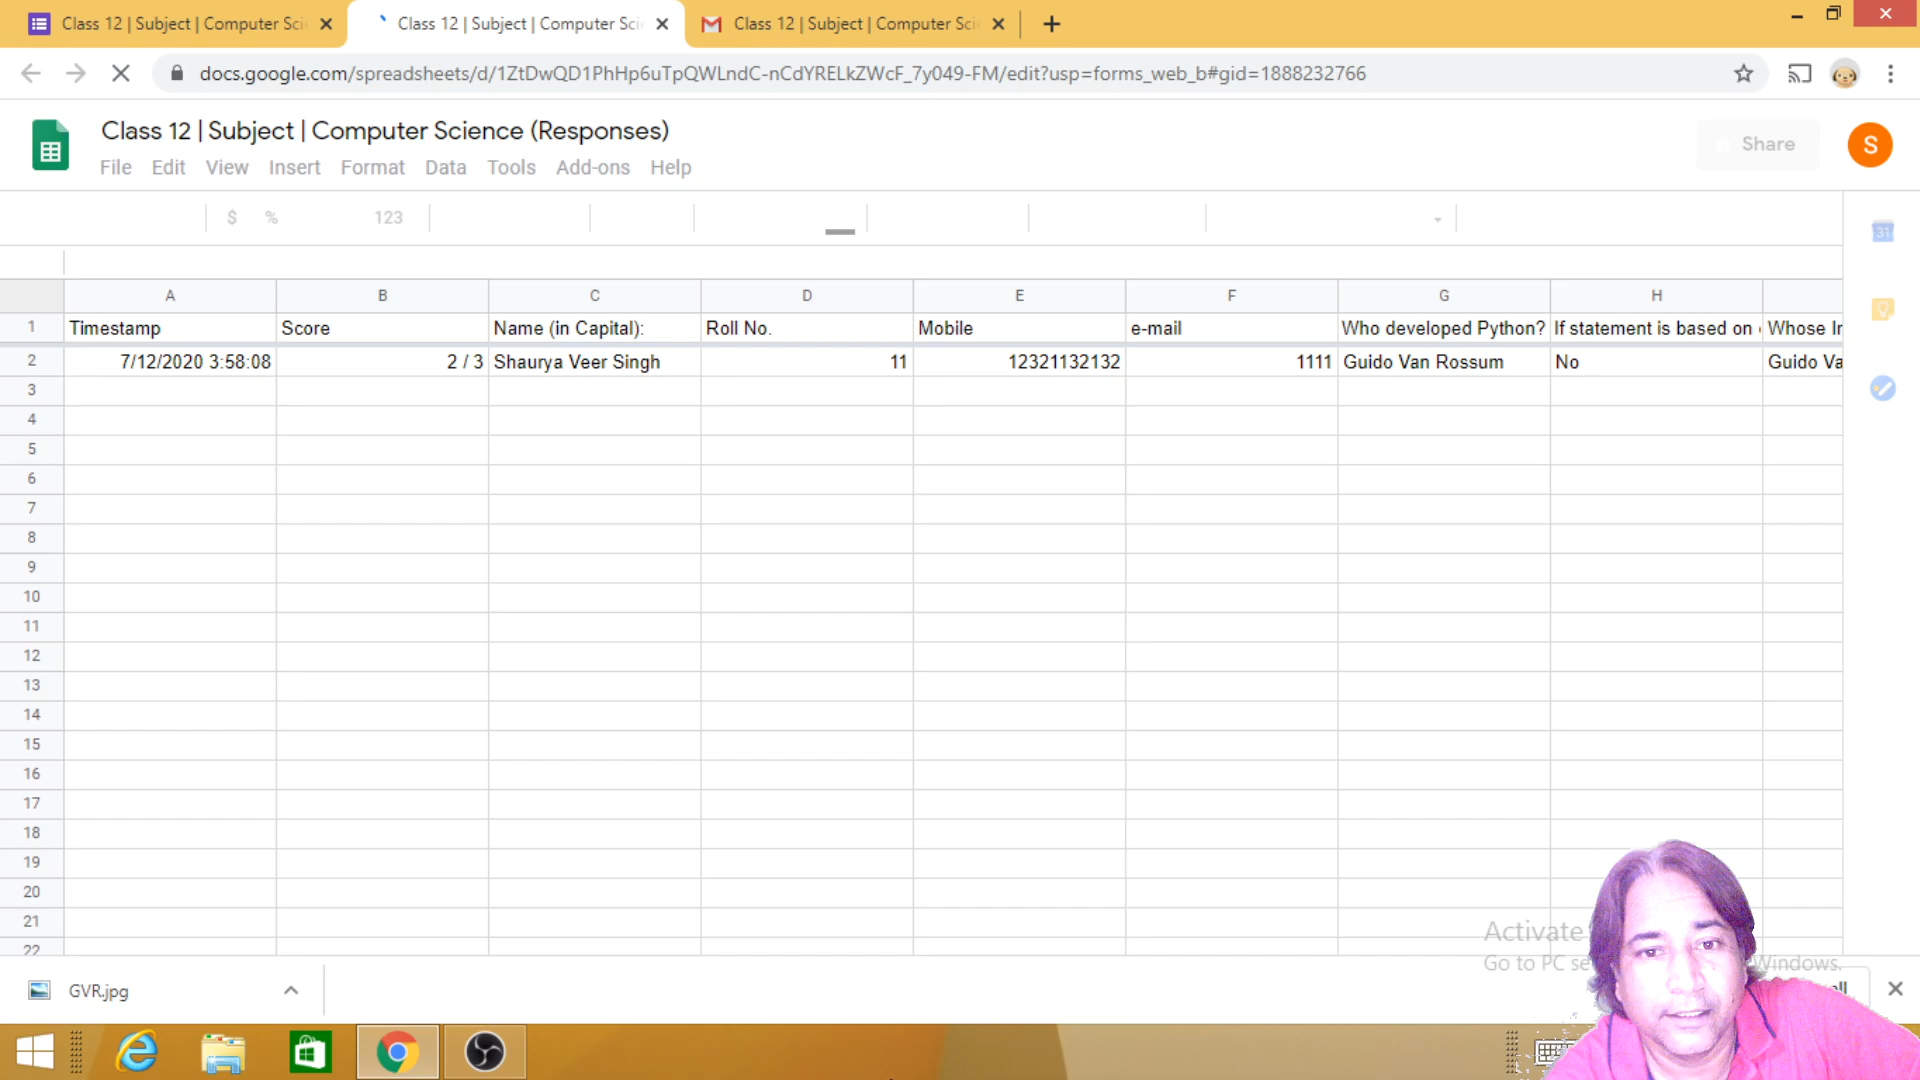 Class 12 | Subject | Computer Sci
Class 12 | Subject | Computer Sci
Class 12 | Subject | Computer Sci
docs.google.com/spreadsheets/d/1ZtDwQD1PhHp6uTpQWLndC-nCdYRELkZWcF_7y049-FM/edit?usp=forms_web_b#gid=1888232766
Class 12 | Subject | Computer Science (Responses)
Share
S
File Edit View Insert Format Data Tools Add-ons Help
$ % 123
31
A B C D E F G H
1 Timestamp Score Name (in Capital): Roll No. Mobile e-mail Who developed Python? If statement is based on Whose Ir
2 7/12/2020 3:58:08 2 / 3 Shaurya Veer Singh 11 12321132132 1111 Guido Van Rossum No Guido Va
3
4
5
6
7
8
9
10
11
12
13
14
15
16
17
18
19
20
21
22
Activate
Go to PC se Windows.
GVR.jpg